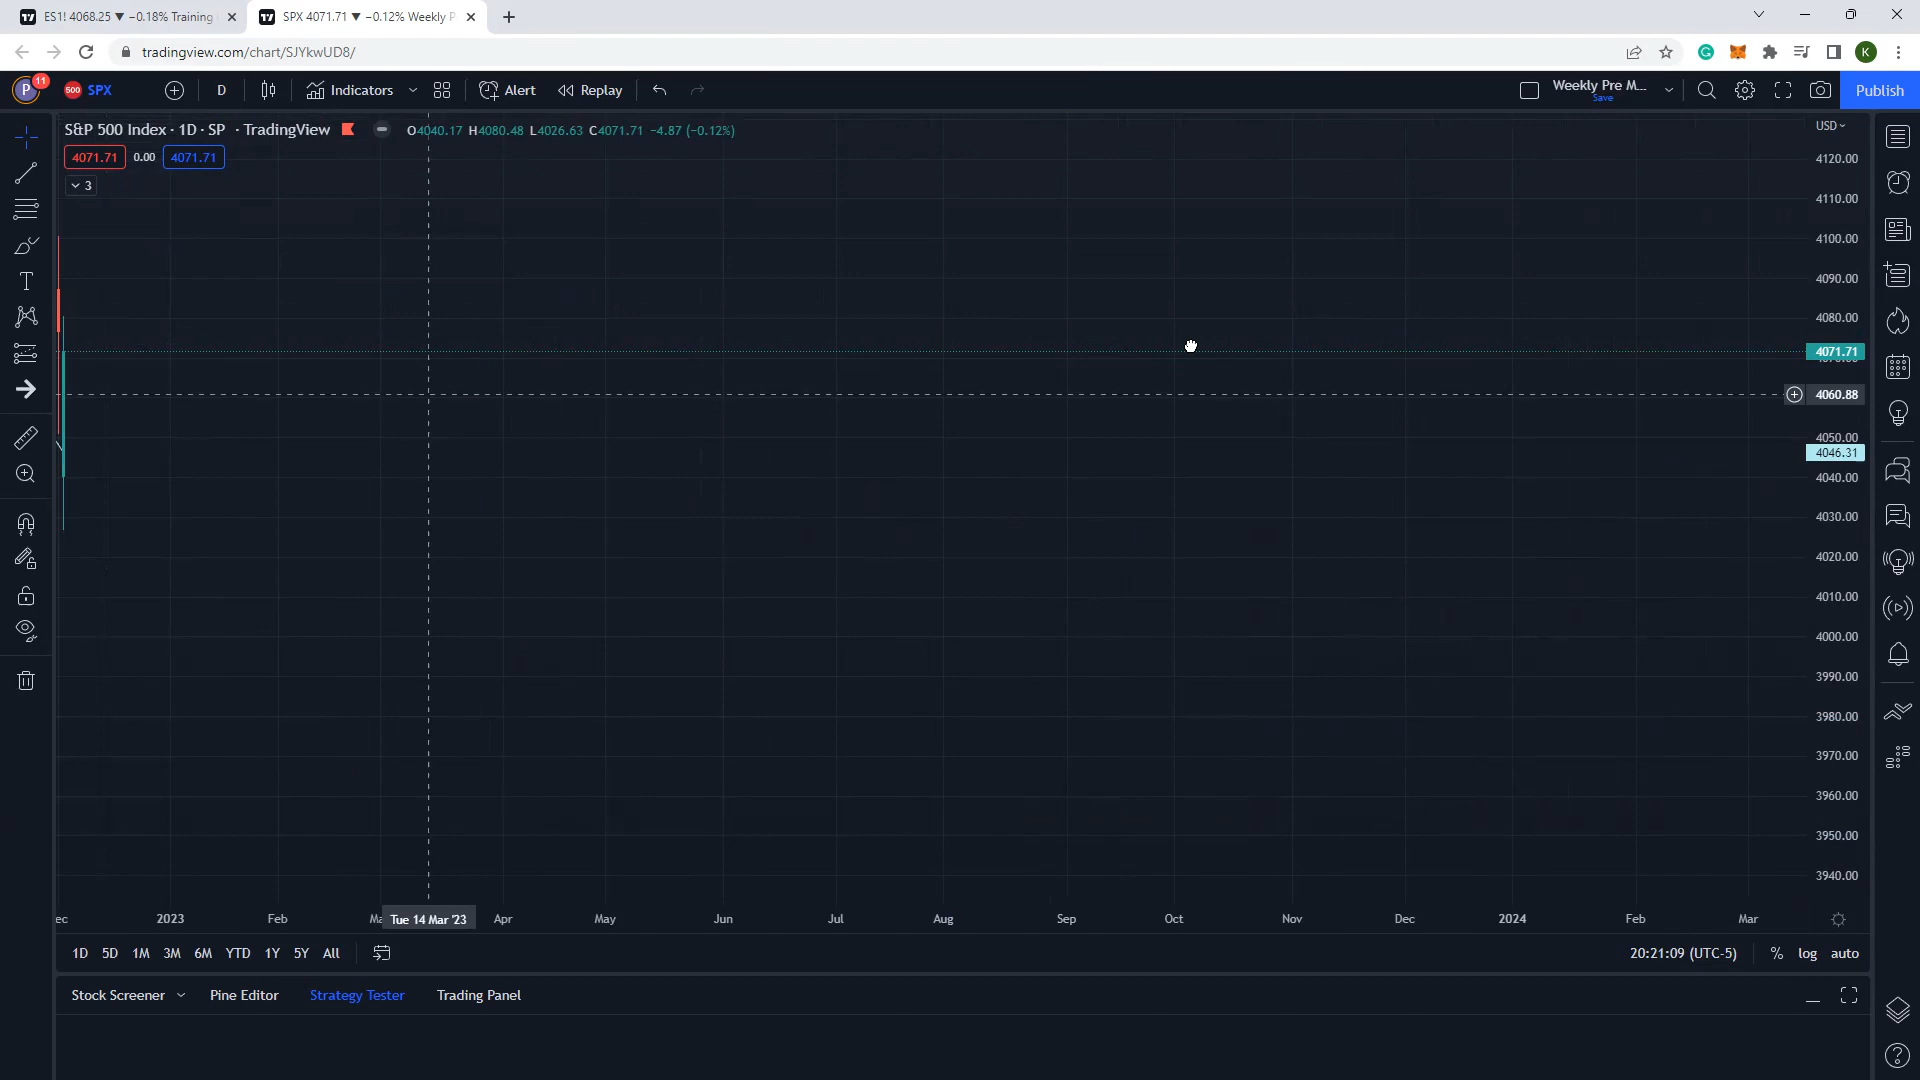 ES1! 4068.25 ▼ −0.18% Training
SPX 4071.71 ▼ −0.12% Weekly P
tradingview.com/chart/SJYkwUD8/
K
P
11
500
SPX
D
Indicators
Alert
Replay
Weekly Pre M...
Save
Publish
S&P 500 Index · 1D · SP · TradingView
O4040.17 H4080.48 L4026.63 C4071.71 −4.87 (−0.12%)
USD
4071.71 0.00 4071.71
3
4120.00
4110.00
4100.00
4090.00
4080.00
4071.71
4060.88
4050.00
4046.31
4040.00
4030.00
4020.00
4010.00
4000.00
3990.00
3980.00
3970.00
3960.00
3950.00
3940.00
ec 2023 Feb Ma Tue 14 Mar '23 Apr May Jun Jul Aug Sep Oct Nov Dec 2024 Feb Mar
1D 5D 1M 3M 6M YTD 1Y 5Y All
20:21:09 (UTC-5) % log auto
Stock Screener Pine Editor Strategy Tester Trading Panel